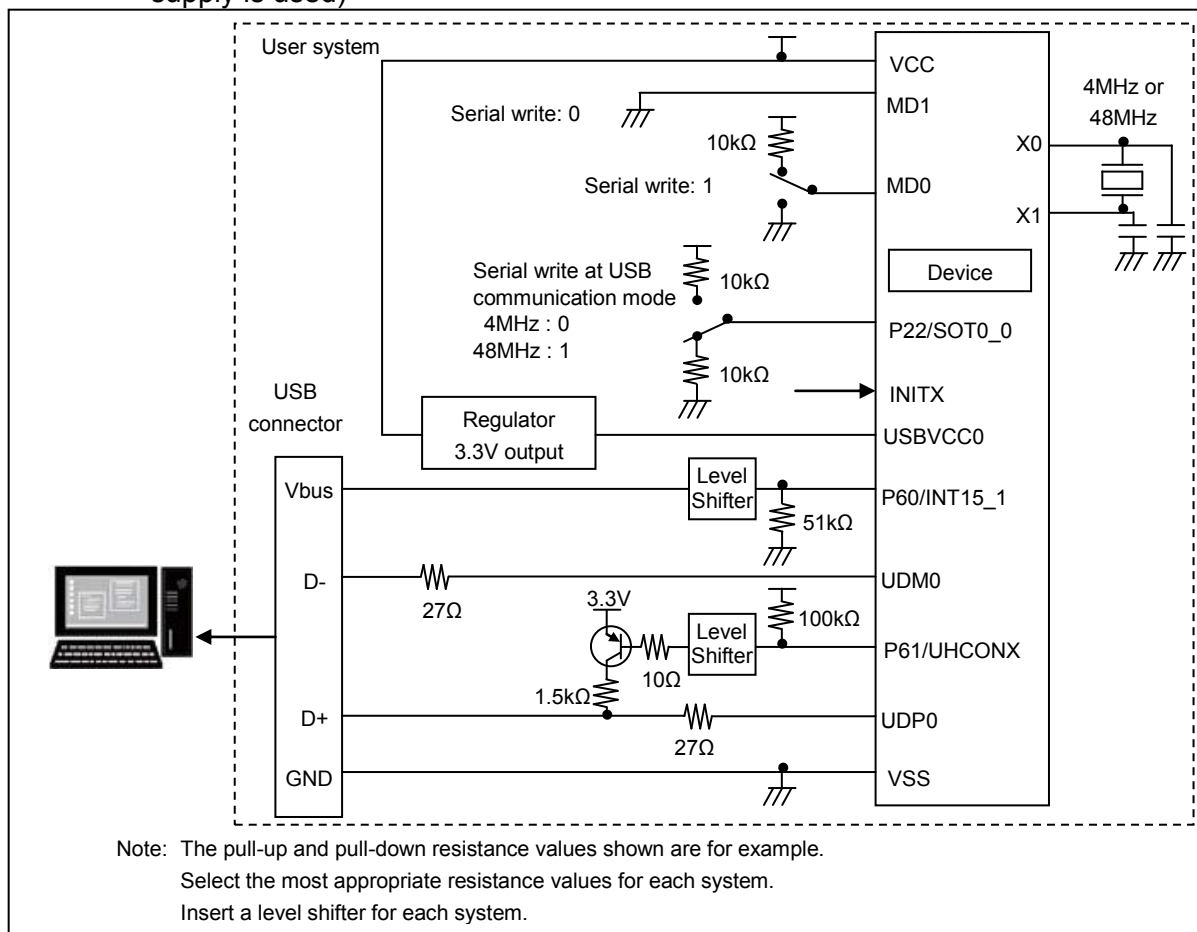 supply is used)
User system
VCC
MD1
Serial write: 0
4MHz or
48MHz
10kΩ
X0
Serial write: 1
MD0
X1
Serial write at USB
communication mode
4MHz : 0
48MHz : 1
10kΩ
Device
P22/SOT0_0
10kΩ
INITX
USB
connector
Regulator
3.3V output
USBVCC0
Vbus
Level
Shifter
P60/INT15_1
51kΩ
D-
27Ω
UDM0
3.3V
100kΩ
10Ω
Level
Shifter
P61/UHCONX
1.5kΩ
D+
27Ω
UDP0
GND
VSS
Note: The pull-up and pull-down resistance values shown are for example.
Select the most appropriate resistance values for each system.
Insert a level shifter for each system.